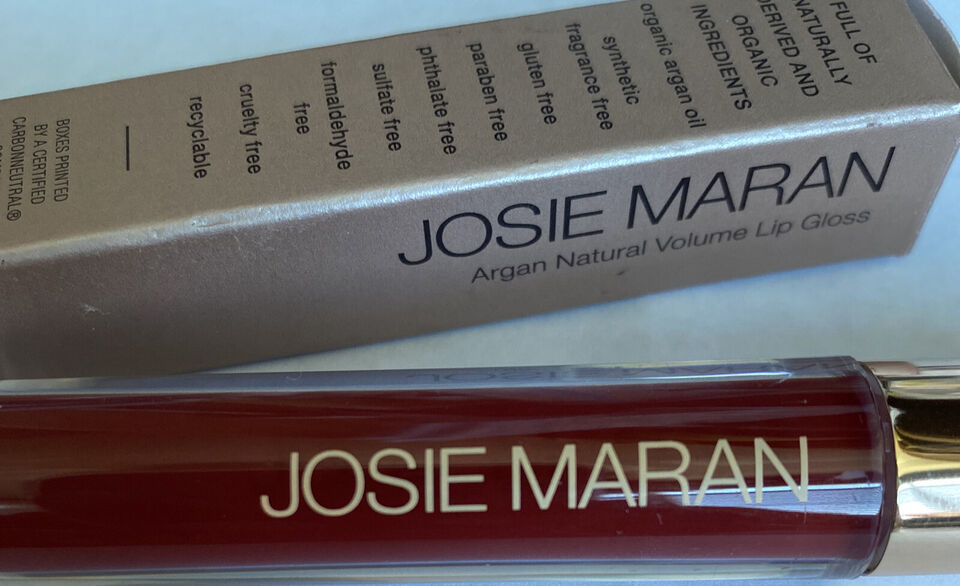 FULL OF
NATURALLY
DERIVED AND
ORGANIC
INGREDIENTS
organic argan oil
synthetic
fragrance free
gluten free
paraben free
phthalate free
sulfate free
formaldehyde
free
cruelty free
recyclable
BOXES PRINTED
BY A CERTIFIED
CARBONNEUTRAL®
JOSIE MARAN
Argan Natural Volume Lip Gloss
JOSIE MARAN